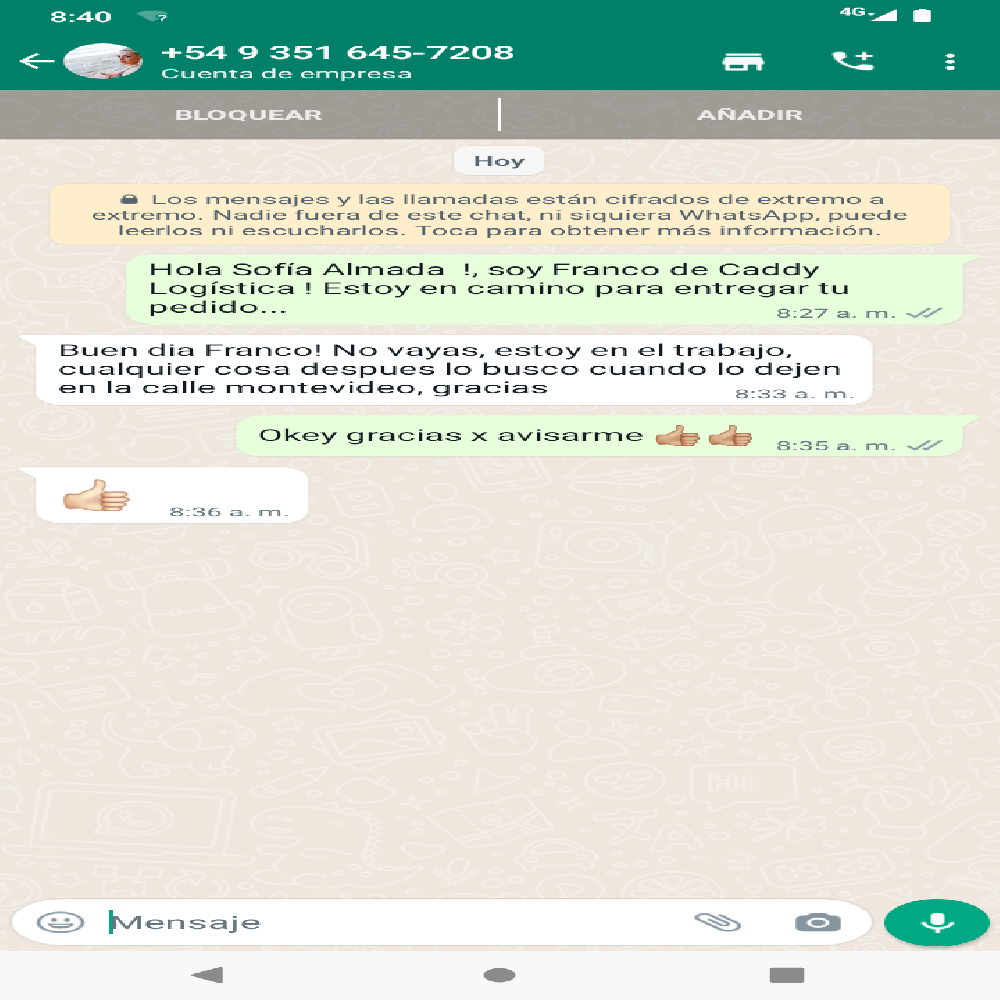 8:40
?
4G
+54 9 351 645-7208
Cuenta de empresa
BLOQUEAR
AÑADIR
Hoy
Los mensajes y las llamadas están cifrados de extremo a
extremo. Nadie fuera de este chat, ni siquiera WhatsApp, puede
leerlos ni escucharlos. Toca para obtener más información.
Hola Sofía Almada  !, soy Franco de Caddy
Logística ! Estoy en camino para entregar tu
pedido...
8:27 a. m.
Buen dia Franco! No vayas, estoy en el trabajo,
cualquier cosa despues lo busco cuando lo dejen
en la calle montevideo, gracias
8:33 a. m.
Okey gracias x avisarme 👍🏼 👍🏼
8:35 a. m.
👍🏼
8:36 a. m.
Mensaje